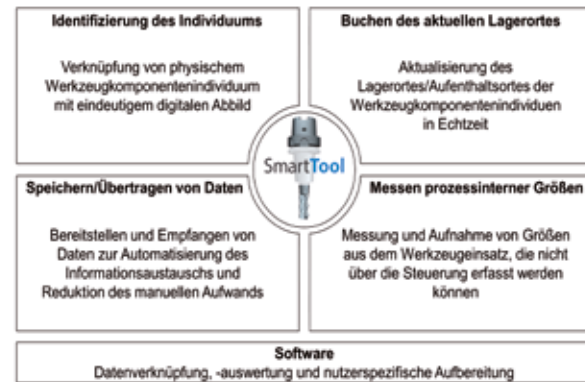 Identifizierung des Individuums
Verknüpfung von physischem
Werkzeugkomponentenindividuum
mit eindeutigem digitalen Abbild
Buchen des aktuellen Lagerortes
Aktualisierung des
Lagerortes/Aufenthaltsortes der
Werkzeugkomponentenindividuen
in Echtzeit
SmartTool
Speichern/Übertragen von Daten
Bereitstellen und Empfangen von
Daten zur Automatisierung des
Informationsaustauschs und
Reduktion des manuellen Aufwands
Messen prozessinterner Größen
Messung und Aufnahme von Größen
aus dem Werkzeugeinsatz, die nicht
über die Steuerung erfasst werden
können
Software
Datenverknüpfung, -auswertung und nutzerspezifische Aufbereitung